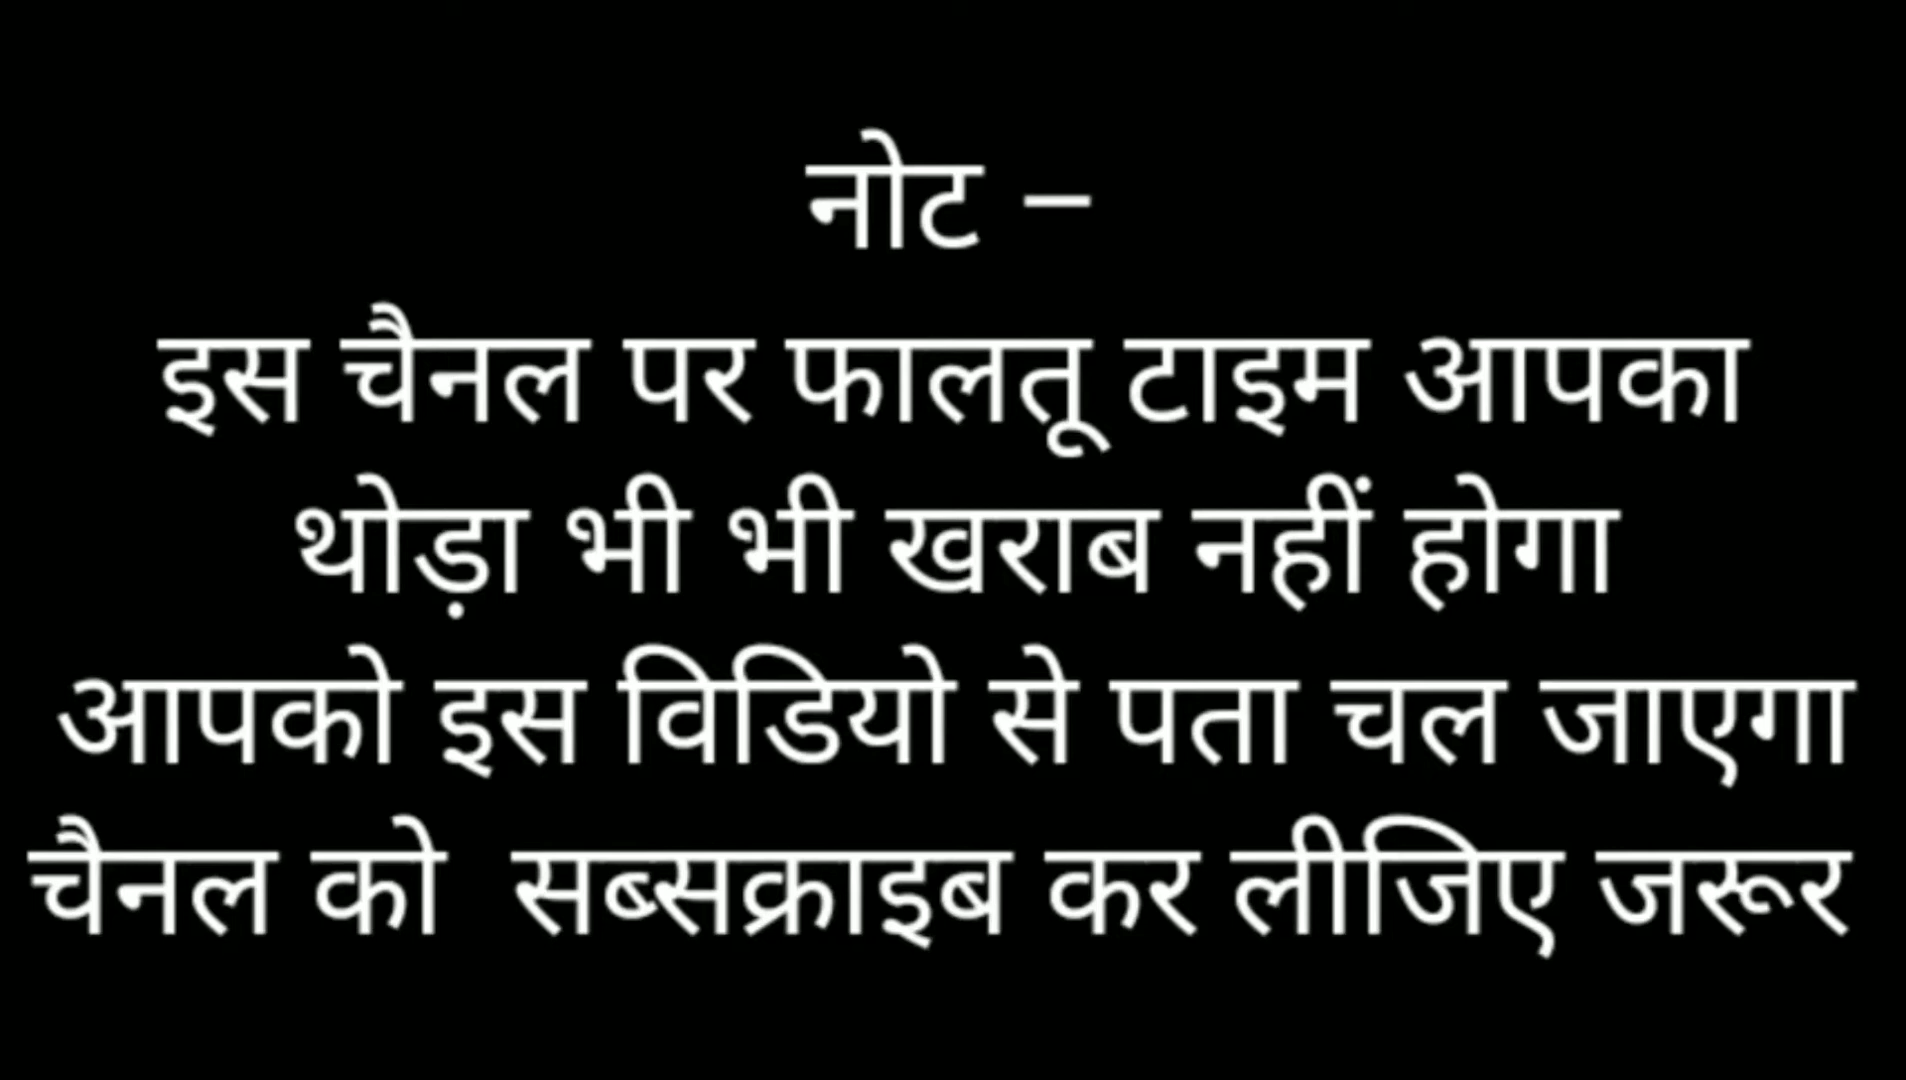 नोट –
इस चैनल पर फालतू टाइम आपका
थोड़ा भी भी खराब नहीं होगा
आपको इस विडियो से पता चल जाएगा
चैनल को  सब्सक्राइब कर लीजिए जरूर